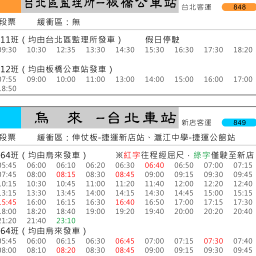 台北區監理所─板橋公車站 台北客運 848
段票 緩衝區：無
11班（均由台北區監所發車） 假日停駛
09:30 10:30 12:35 13:30 14:30 15:30 16:30 17:30 18:20
12班（均由板橋公車站發車）
07:55 09:00 10:00 11:00 13:00 14:00 15:00 16:00 17:00
18:50
烏 來 --台北車站 新店客運 849
段票 緩衝區：伸仗板-捷運新店站、滬江中學-捷運公館站
64班（均由烏來發車） ※紅字往程經屈尺，綠字僅駛至新店
05:45 06:00 06:10 06:20 06:30 06:40 06:50 07:00 07:15
07:45 08:00 08:15 08:30 08:45 09:00 09:15 09:30 09:45
10:15 10:30 10:45 11:00 11:20 11:40 12:00 12:20 12:40
13:15 13:30 13:45 14:00 14:15 14:30 14:45 15:00 15:15
15:45 16:00 16:15 16:30 16:40 16:50 17:00 17:15 17:30
18:00 18:20 18:40 19:00 19:20 19:40 20:00 20:20 20:40
21:20 21:40 23:10
64班（均由烏來發車）
05:45 06:00 06:15 06:30 06:45 07:00 07:15 07:30 07:40
08:00 08:10 08:20 08:30 08:45 09:00 09:15 09:30 09:45